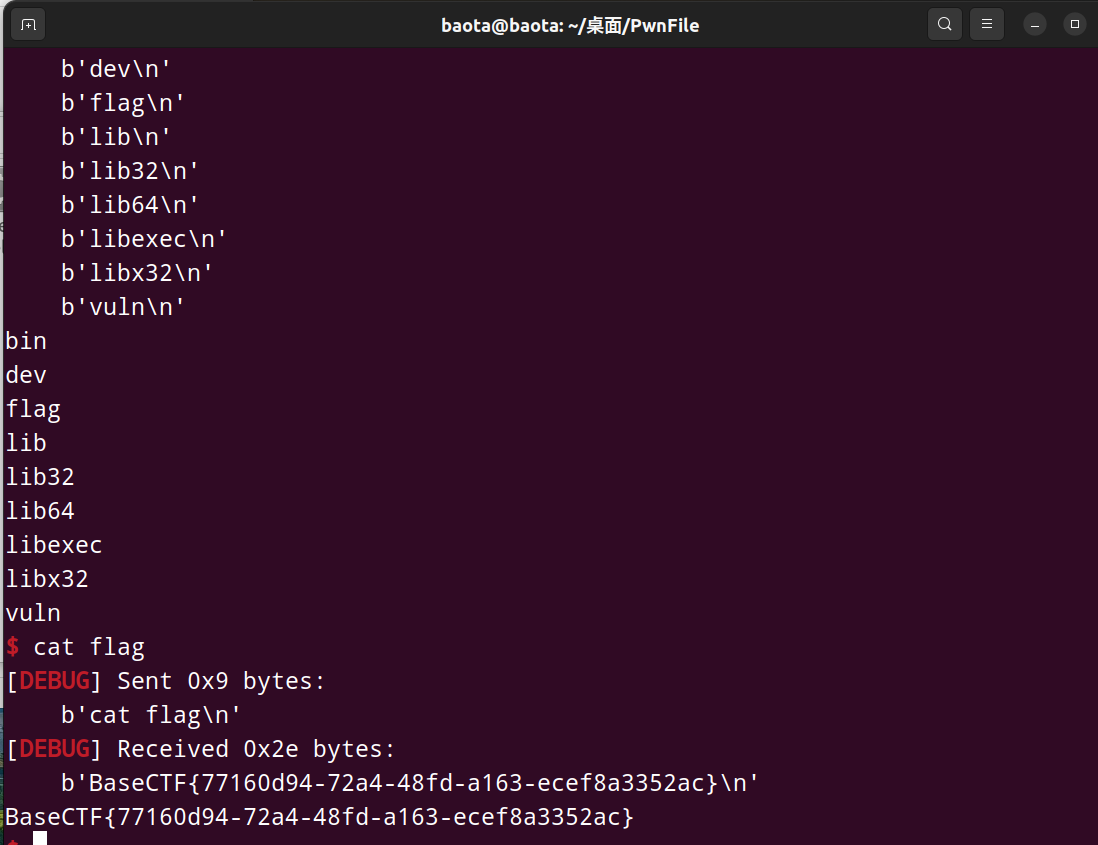 baota@baota: ~/桌面/PwnFile
b'dev\n'
b'flag\n'
b'lib\n'
b'lib32\n'
b'lib64\n'
b'libexec\n'
b'libx32\n'
b'vuln\n'
bin
dev
flag
lib
lib32
lib64
libexec
libx32
vuln
$ cat flag
[DEBUG] Sent 0x9 bytes:
b'cat flag\n'
[DEBUG] Received 0x2e bytes:
b'BaseCTF{77160d94-72a4-48fd-a163-ecef8a3352ac}\n'
BaseCTF{77160d94-72a4-48fd-a163-ecef8a3352ac}
$